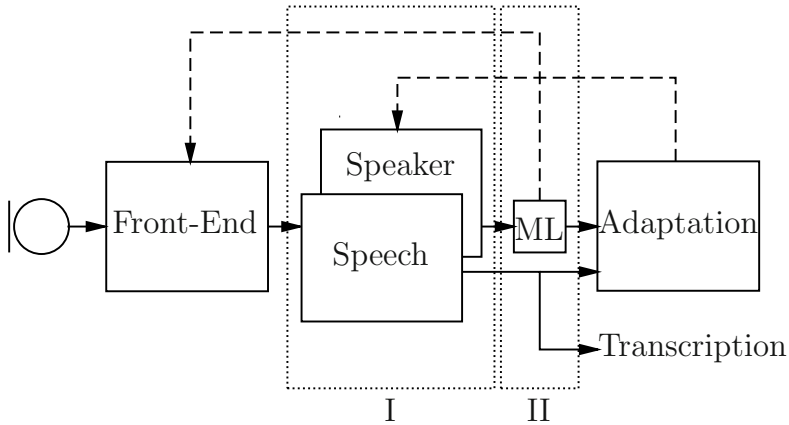 Speaker
Front-End
Speech
ML
Adaptation
Transcription
I
II